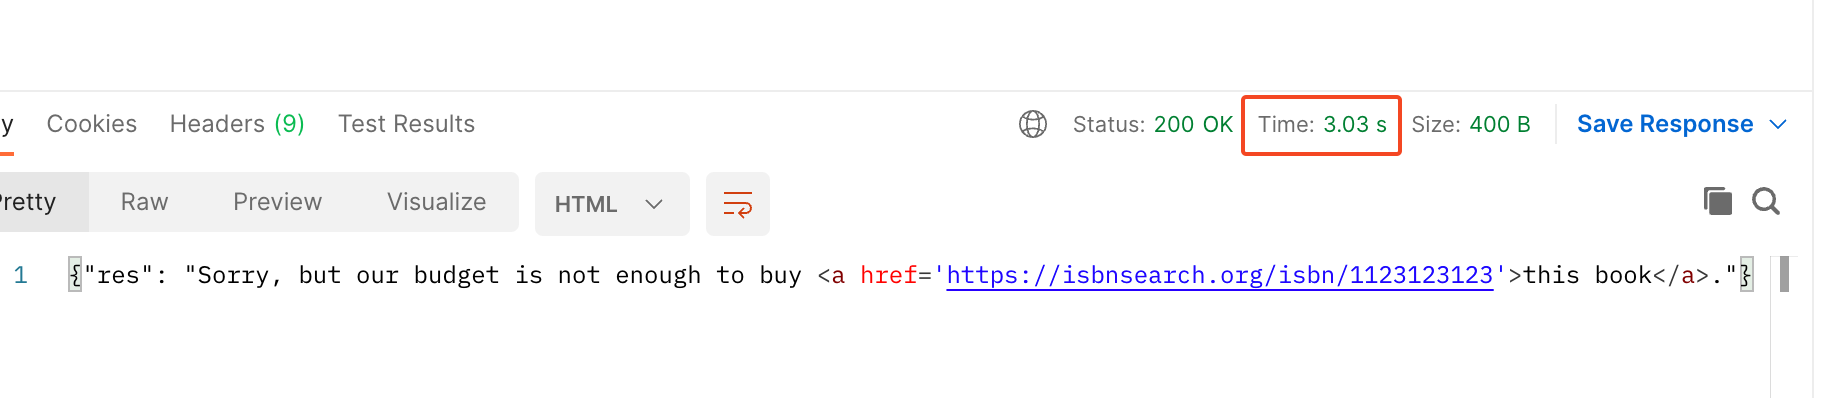 y Cookies Headers (9) Test Results Status: 200 OK Time: 3.03 s Size: 400 B Save Response
Pretty Raw Preview Visualize HTML
1 {"res": "Sorry, but our budget is not enough to buy <a href='https://isbnsearch.org/isbn/1123123123'>this book</a>."}